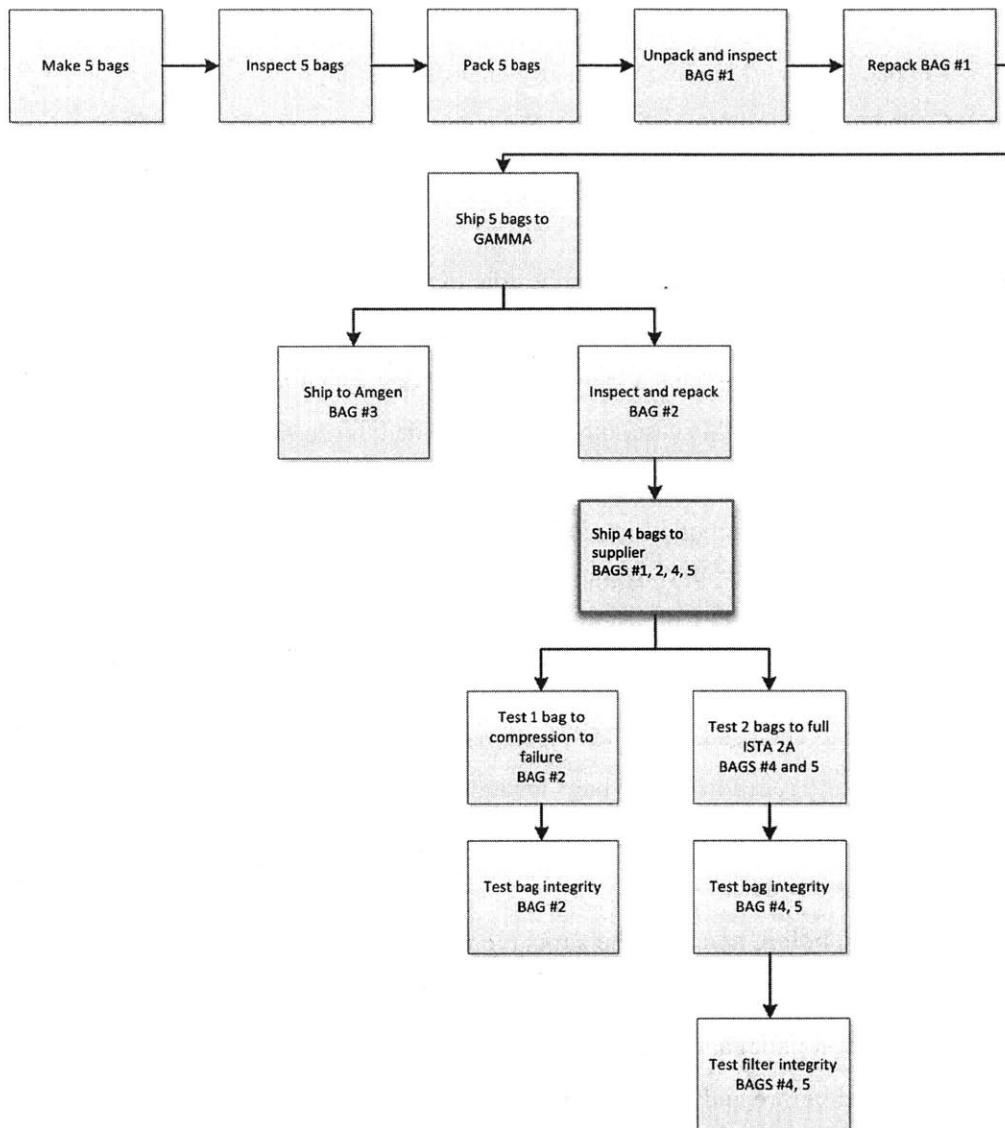 Make 5 bags
Inspect 5 bags
Pack 5 bags
Unpack and inspect
BAG #1
Repack BAG #1
Ship 5 bags to
GAMMA
Ship to Amgen
BAG #3
Inspect and repack
BAG #2
Ship 4 bags to
supplier
BAGS #1, 2, 4, 5
Test 1 bag to
compression to
failure
BAG #2
Test 2 bags to full
ISTA 2A
BAGS #4 and 5
Test bag integrity
BAG #2
Test bag integrity
BAG #4, 5
Test filter integrity
BAGS #4, 5